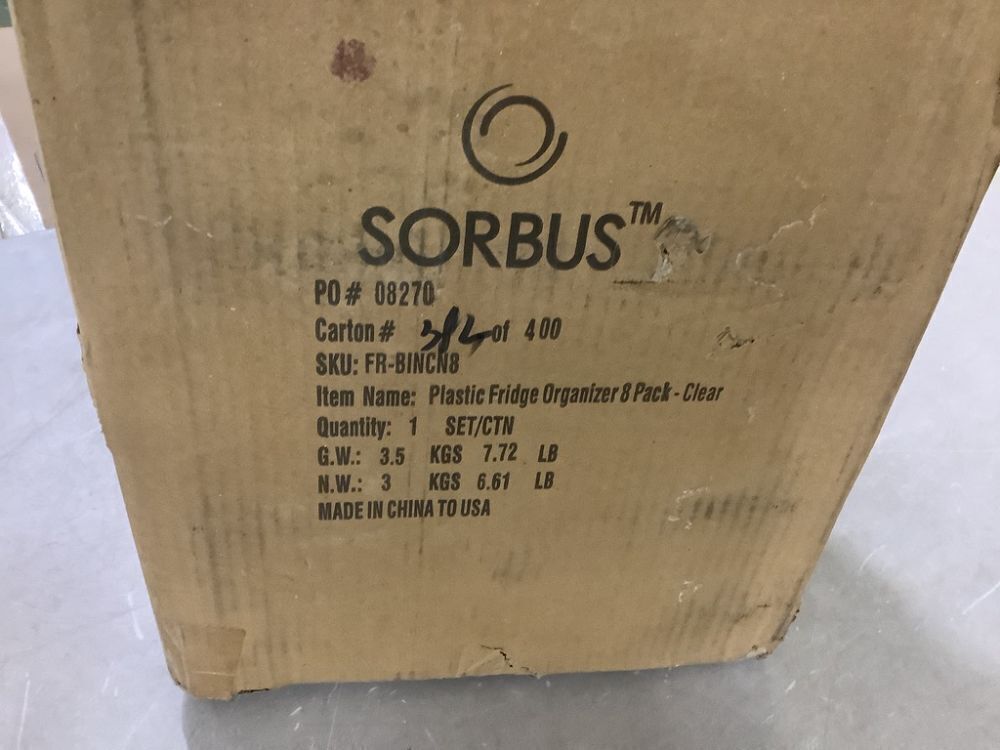 SORBUS™
PO# 08270
Carton# of 400
SKU: FR-BINCN8
Item Name: Plastic Fridge Organizer 8 Pack - Clear
Quantity: 1 SET/CTN
G.W.: 3.5 KGS 7.72 LB
N.W.: 3 KGS 6.61 LB
MADE IN CHINA TO USA